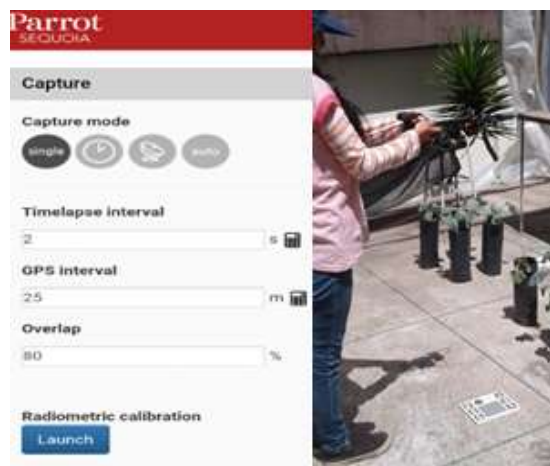 Parrot
SEQUOIA
Capture
Capture mode
single
auto
Timelapse interval
2 s
GPS interval
25 m
Overlap
80 %
Radiometric calibration
Launch